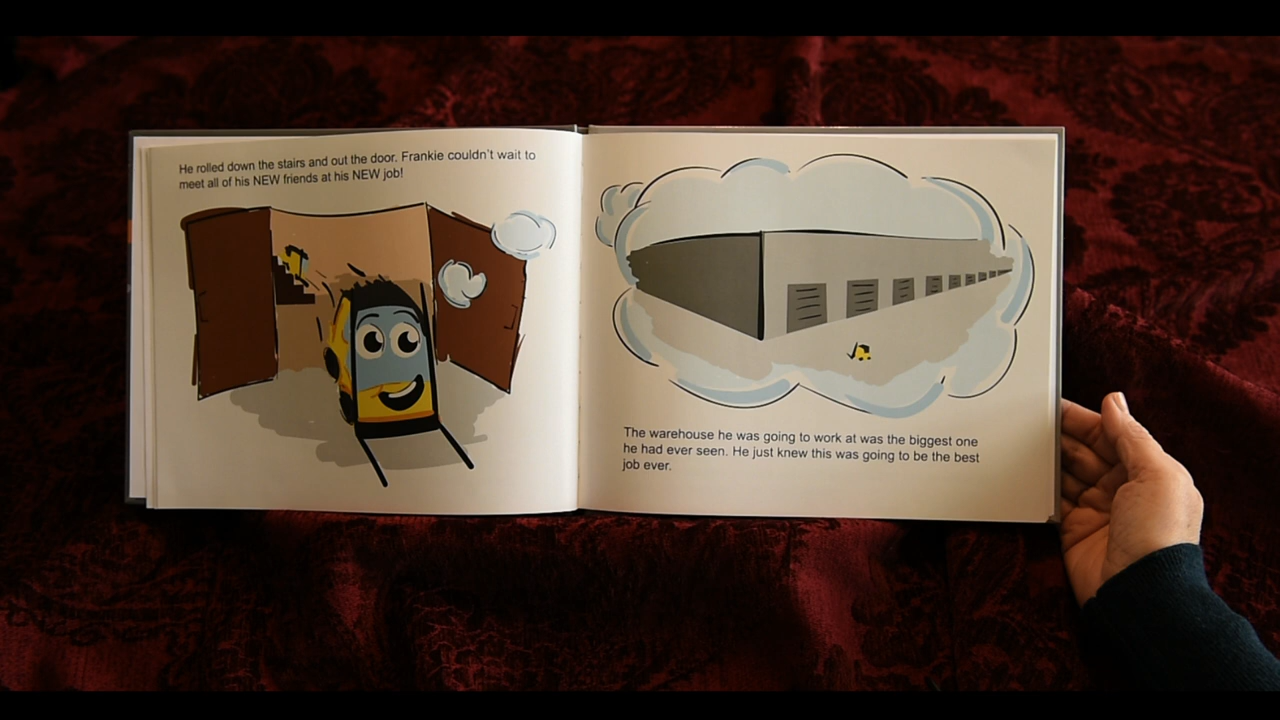 He rolled down the stairs and out the door. Frankie couldn't wait to
meet all of his NEW friends at his NEW job!
The warehouse he was going to work at was the biggest one
he had ever seen. He just knew this was going to be the best
job ever.